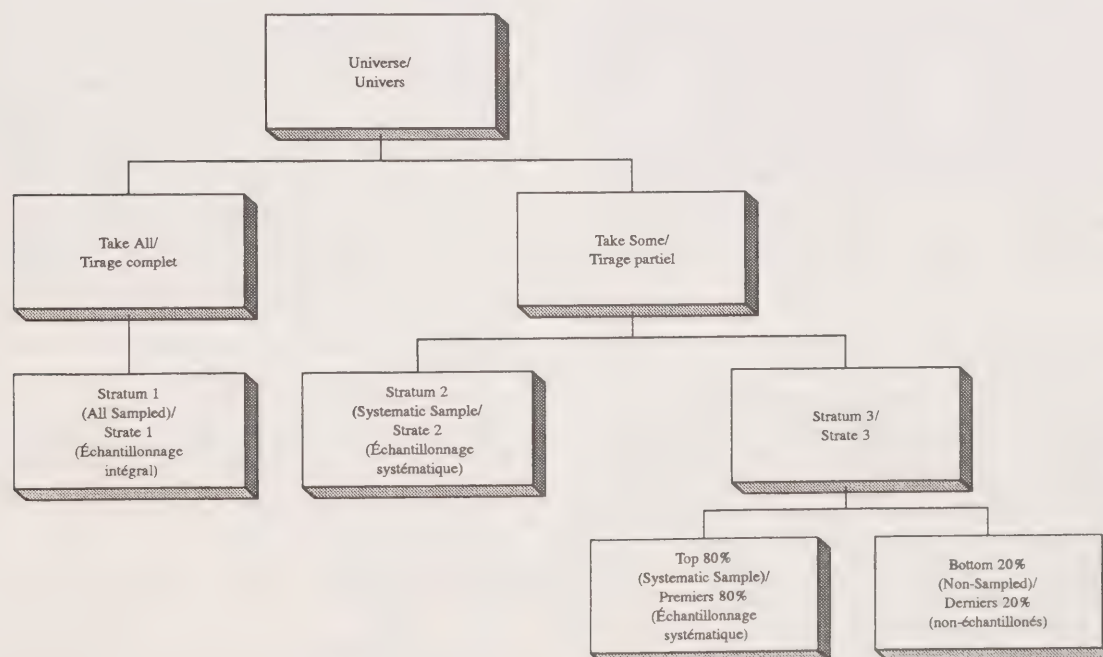 Universe/
Univers
Take All/
Tirage complet
Take Some/
Tirage partiel
Stratum 1
(All Sampled)/
Strate 1
(Échantillonnage
intégral)
Stratum 2
(Systematic Sample/
Strate 2
(Échantillonnage
systématique)
Stratum 3/
Strate 3
Top 80%
(Systematic Sample)/
Premiers 80%
(Échantillonnage
systématique)
Bottom 20%
(Non-Sampled)/
Derniers 20%
(non-échantillonés)